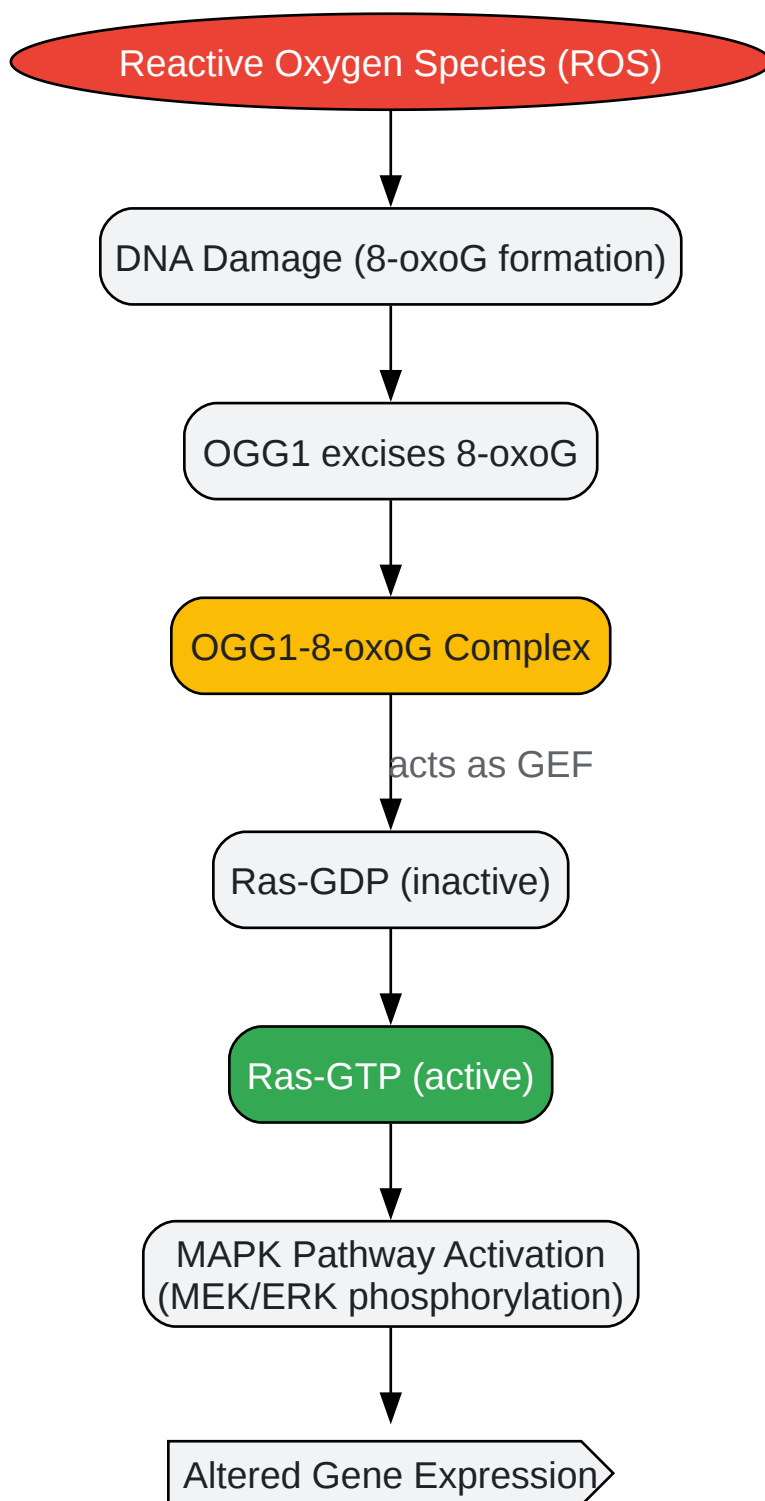 Reactive Oxygen Species (ROS)
DNA Damage (8-oxoG formation)
OGG1 excises 8-oxoG
OGG1-8-oxoG Complex
acts as GEF
Ras-GDP (inactive)
Ras-GTP (active)
MAPK Pathway Activation
(MEK/ERK phosphorylation)
Altered Gene Expression